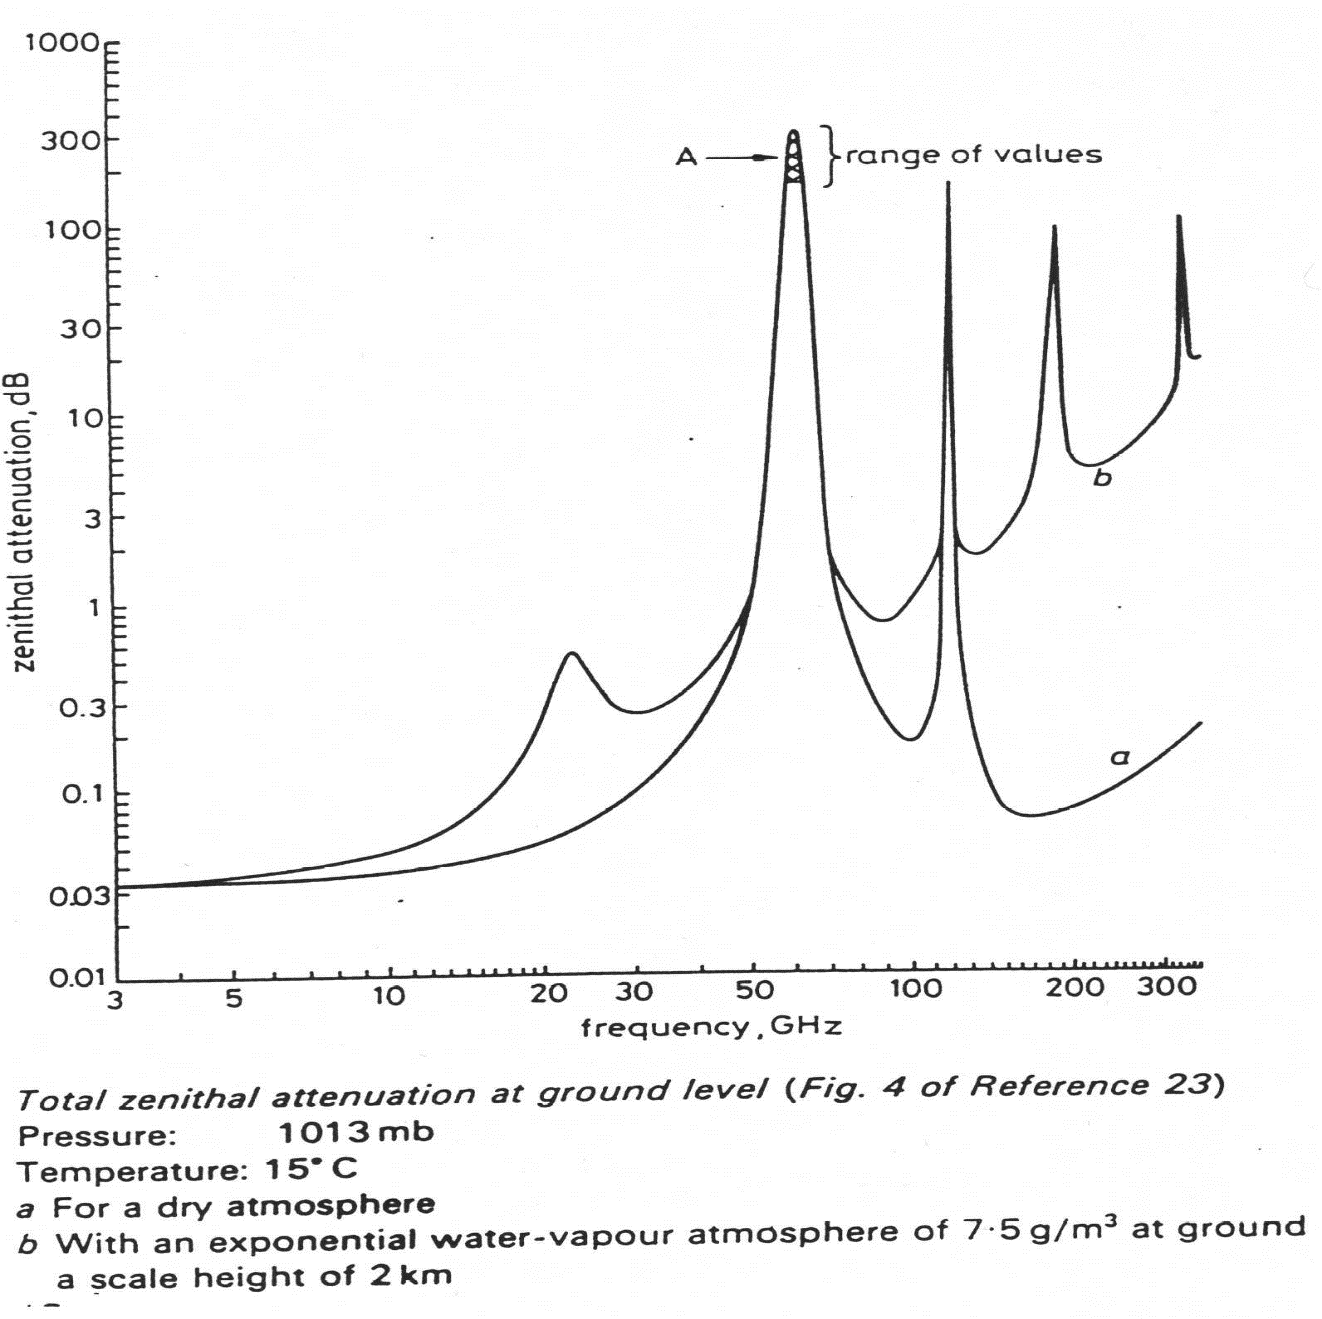 1000
300
100
30
10
3
1
0.3
0.1
0.03
0.01
zenithal attenuation, dB
A
range of values
b
a
3 5 10 20 30 50 100 200 300
frequency, GHz
Total zenithal attenuation at ground level (Fig. 4 of Reference 23)
Pressure: 1013 mb
Temperature: 15° C
a For a dry atmosphere
b With an exponential water-vapour atmosphere of 7·5 g/m³ at ground
a scale height of 2 km